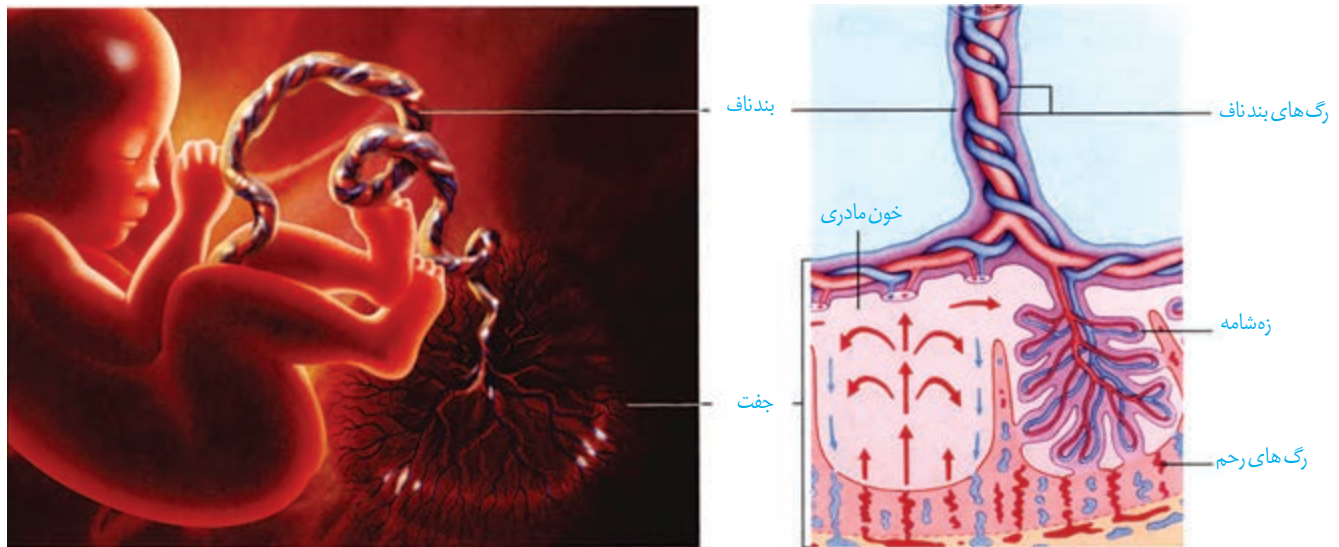 بندناف
رگ‌های بندناف
خون مادری
زه‌شامه
جفت
رگ‌های رحم